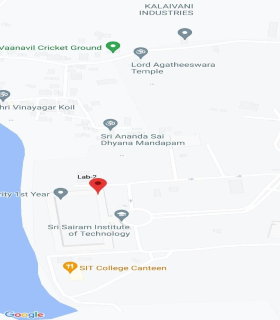 KALAIVANI
INDUSTRIES
Vaanavil Cricket Ground
Lord Agatheeswara
Temple
hri Vinayagar Koil
Sri Ananda Sai
Dhyana Mandapam
Lab-2
rity 1st Year
Sri Sairam Institute
of Technology
SIT College Canteen
Google